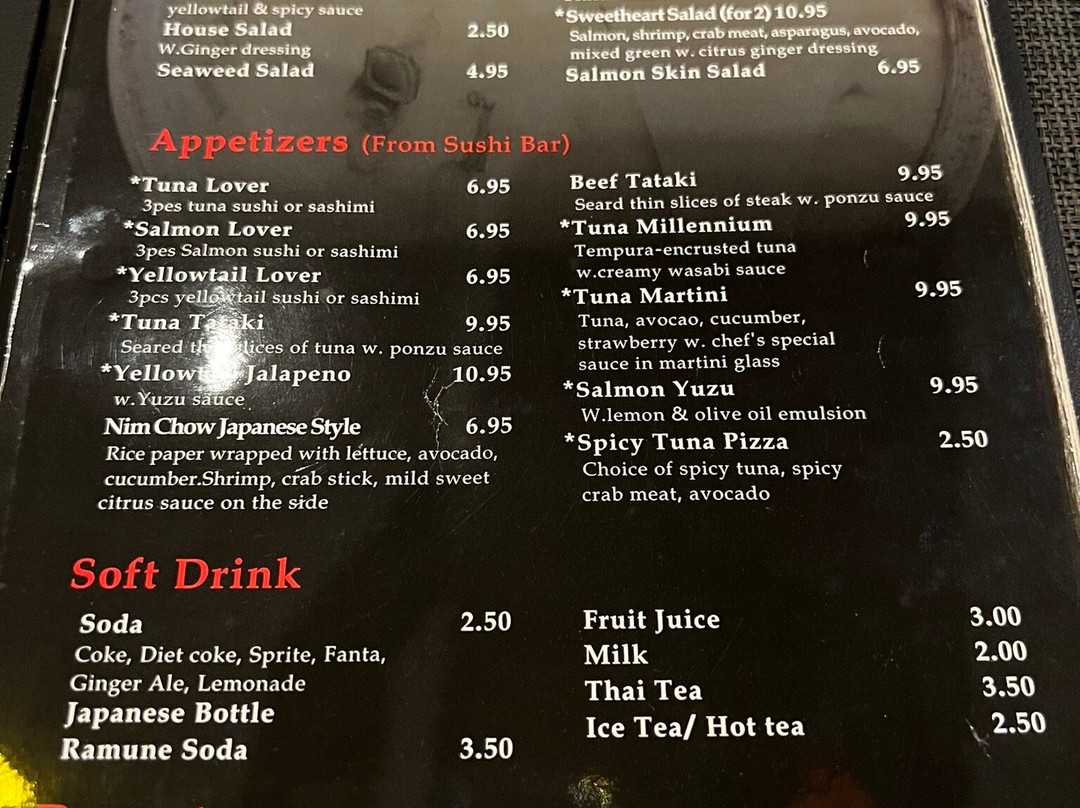 yellowtail & spicy sauce
House Salad 2.50
W.Ginger dressing
Seaweed Salad 4.95
*Sweetheart Salad (for 2) 10.95
Salmon, shrimp, crab meat, asparagus, avocado,
mixed green w. citrus ginger dressing
Salmon Skin Salad 6.95
Appetizers (From Sushi Bar)
*Tuna Lover 6.95
3pes tuna sushi or sashimi
*Salmon Lover 6.95
3pes Salmon sushi or sashimi
*Yellowtail Lover 6.95
3pcs yellowtail sushi or sashimi
*Tuna Tataki 9.95
Seared slices of tuna w. ponzu sauce
*Yellowtail Jalapeno 10.95
w.Yuzu sauce
Nim Chow Japanese Style 6.95
Rice paper wrapped with lettuce, avocado,
cucumber.Shrimp, crab stick, mild sweet
citrus sauce on the side
Beef Tataki 9.95
Seard thin slices of steak w. ponzu sauce
*Tuna Millennium 9.95
Tempura-encrusted tuna
w.creamy wasabi sauce
*Tuna Martini 9.95
Tuna, avocao, cucumber,
strawberry w. chef's special
sauce in martini glass
*Salmon Yuzu 9.95
W.lemon & olive oil emulsion
*Spicy Tuna Pizza 2.50
Choice of spicy tuna, spicy
crab meat, avocado
Soft Drink
Soda 2.50
Coke, Diet coke, Sprite, Fanta,
Ginger Ale, Lemonade
Japanese Bottle
Ramune Soda 3.50
Fruit Juice 3.00
Milk 2.00
Thai Tea 3.50
Ice Tea/ Hot tea 2.50